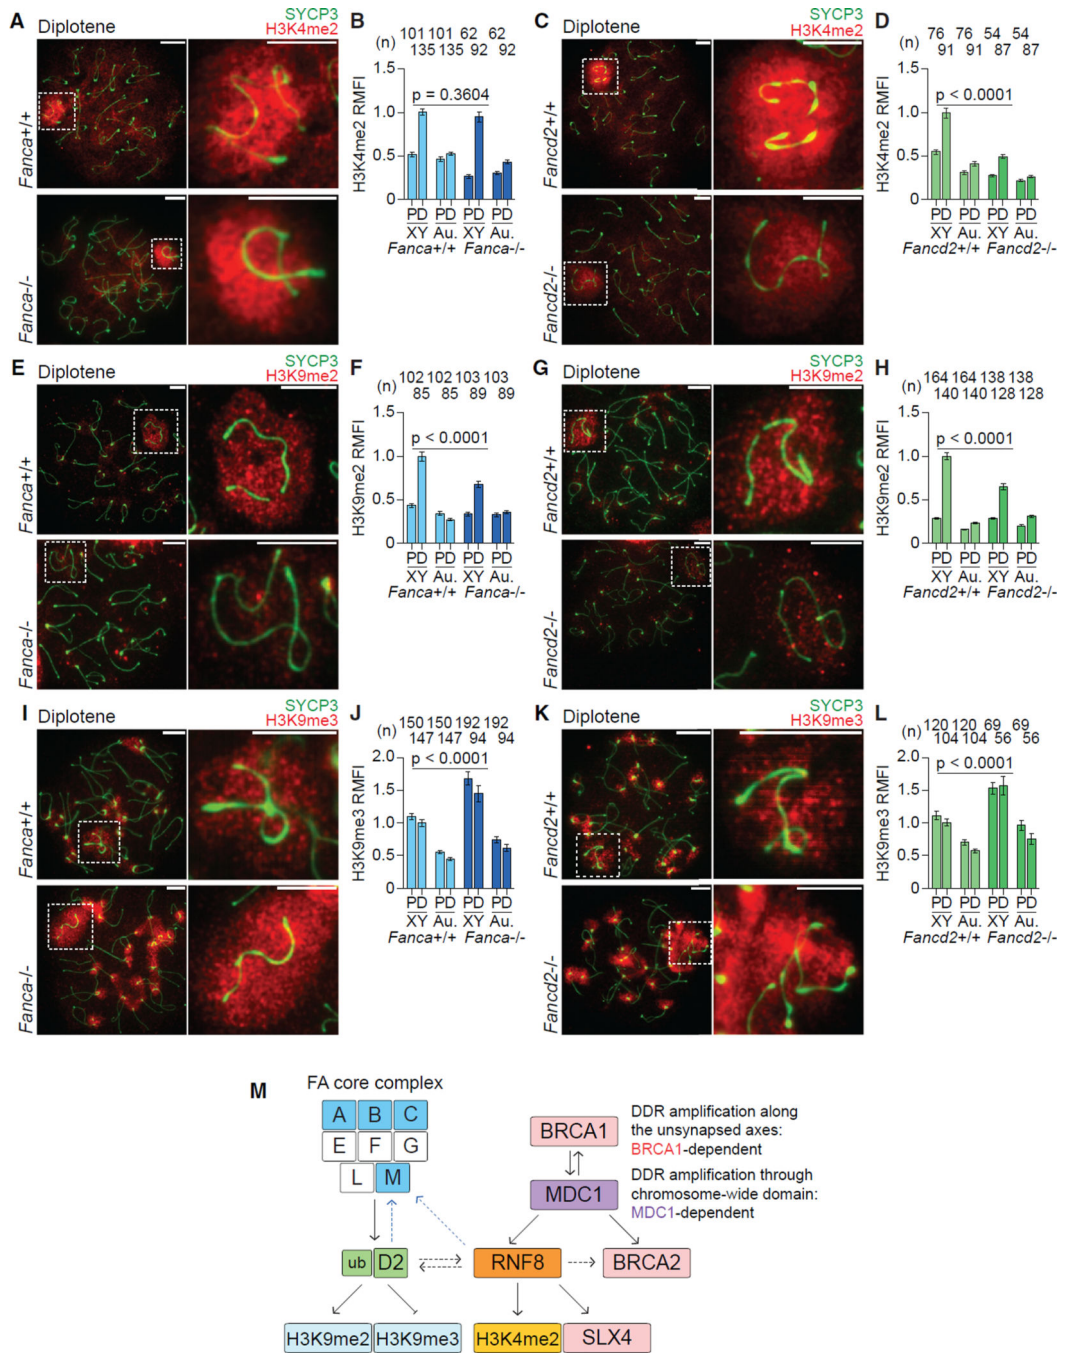 A Diplotene SYCP3
H3K4me2
Fanca+/+
Fanca-/-
B (n) 101 101 62 62
135 135 92 92
H3K4me2 RMFI
1.5
1.0
0.5
0
p = 0.3604
PD PD PD PD
XY Au. XY Au.
Fanca+/+ Fanca-/-
C Diplotene SYCP3
H3K4me2
Fancd2+/+
Fancd2-/-
D (n) 76 76 54 54
91 91 87 87
H3K4me2 RMFI
1.5
1.0
0.5
0
p < 0.0001
PD PD PD PD
XY Au. XY Au.
Fancd2+/+ Fancd2-/-
E Diplotene SYCP3
H3K9me2
Fanca+/+
Fanca-/-
F (n) 102 102 103 103
85 85 89 89
H3K9me2 RMFI
1.5
1.0
0.5
0
p < 0.0001
PD PD PD PD
XY Au. XY Au.
Fanca+/+ Fanca-/-
G Diplotene SYCP3
H3K9me2
Fancd2+/+
Fancd2-/-
H (n) 164 164 138 138
140 140 128 128
H3K9me2 RMFI
1.5
1.0
0.5
0
p < 0.0001
PD PD PD PD
XY Au. XY Au.
Fancd2+/+ Fancd2-/-
I Diplotene SYCP3
H3K9me3
Fanca+/+
Fanca-/-
J (n) 150 150 192 192
147 147 94 94
H3K9me3 RMFI
2.0
1.5
1.0
0.5
0
p < 0.0001
PD PD PD PD
XY Au. XY Au.
Fanca+/+ Fanca-/-
K Diplotene SYCP3
H3K9me3
Fancd2+/+
Fancd2-/-
L (n) 120 120 69 69
104 104 56 56
H3K9me3 RMFI
2.0
1.5
1.0
0.5
0
p < 0.0001
PD PD PD PD
XY Au. XY Au.
Fancd2+/+ Fancd2-/-
M FA core complex
A B C
E F G
L M
ub D2
H3K9me2 H3K9me3
BRCA1
MDC1
RNF8 BRCA2
H3K4me2 SLX4
DDR amplification along
the unsynapsed axes:
BRCA1-dependent
DDR amplification through
chromosome-wide domain:
MDC1-dependent